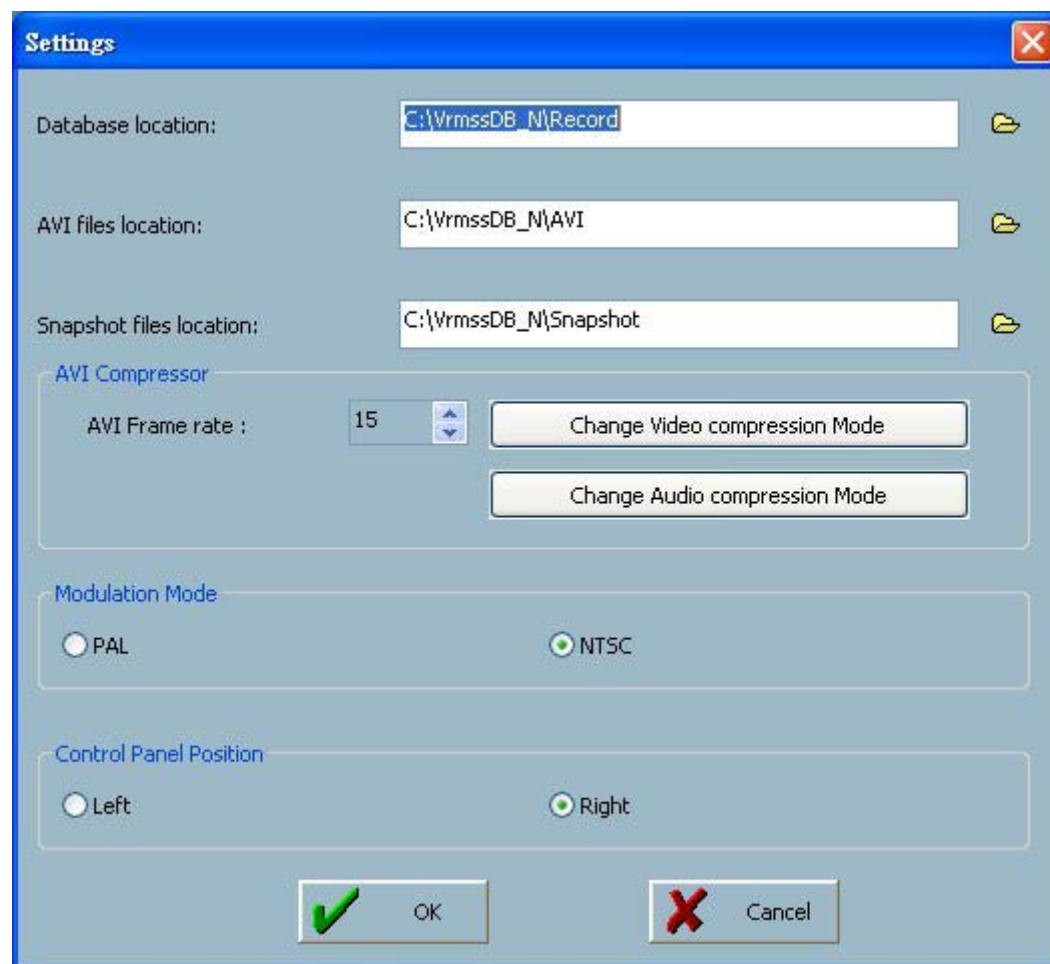 Settings
Database location: C:\VrmssDB_N\Record
AVI files location: C:\VrmssDB_N\AVI
Snapshot files location: C:\VrmssDB_N\Snapshot
AVI Compressor
AVI Frame rate : 15 Change Video compression Mode
Change Audio compression Mode
Modulation Mode
PAL NTSC
Control Panel Position
Left Right
OK Cancel